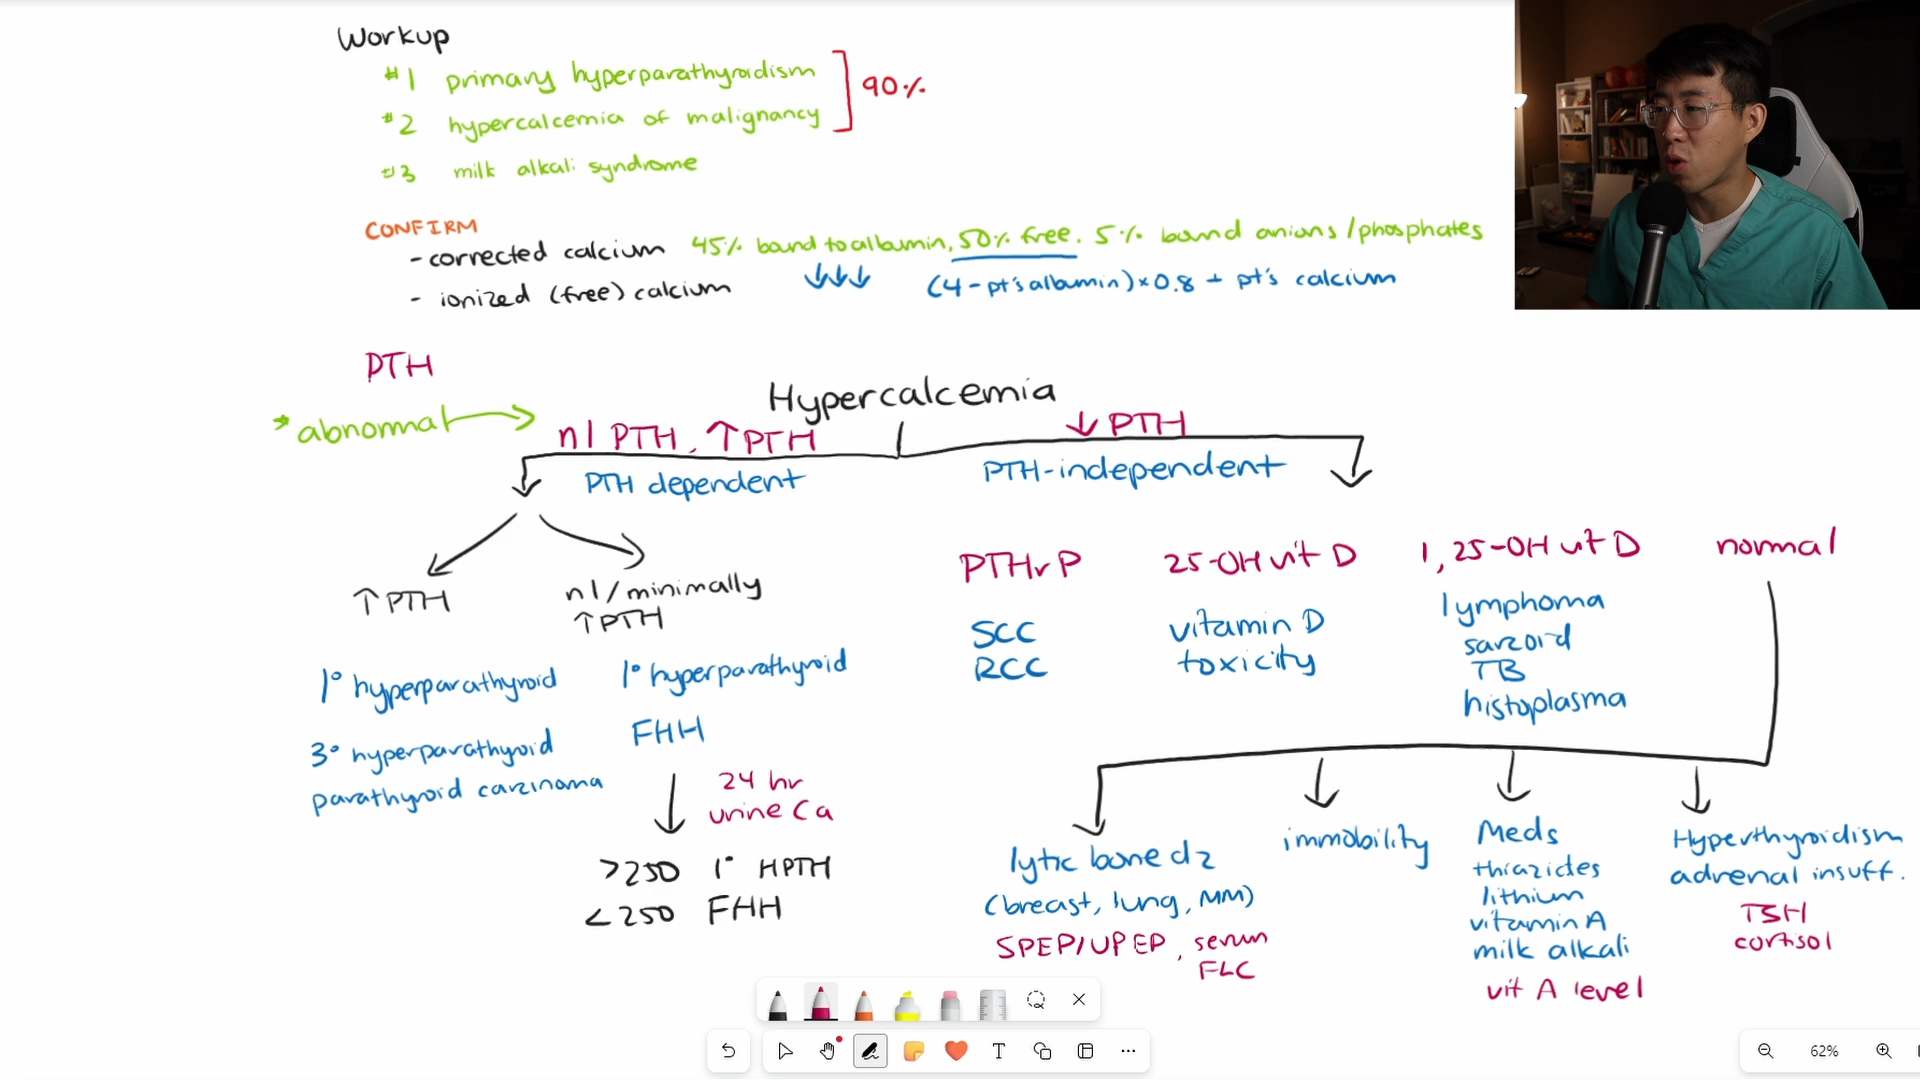 Workup
#1 primary hyperparathyroidism
#2 hypercalcemia of malignancy
90%
#3 milk alkali syndrome
CONFIRM
- corrected calcium 45% bound to albumin, 50% free. 5% bound anions/phosphates
- ionized (free) calcium ↓↓↓ (4-pt's albumin)×0.8 + pt's calcium
PTH
Hypercalcemia
*abnormal → nl PTH, ↑PTH
↓PTH
PTH dependent
PTH-independent
↑PTH
nl/minimally
↑PTH
1° hyperparathyroid
3° hyperparathyroid
parathyroid carcinoma
1° hyperparathyroid
FHH
24 hr
urine Ca
>250 1° HPTH
<250 FHH
PTHrP
SCC
RCC
25-OH vit D
vitamin D
toxicity
1,25-OH vit D
lymphoma
sarcoid
TB
histoplasma
normal
lytic bone dz
(breast, lung, MM)
SPEP/UPEP, serum
FLC
immobility
Meds
thiazides
lithium
vitamin A
milk alkali
vit A level
Hyperthyroidism
adrenal insuff.
TSH
cortisol
62%